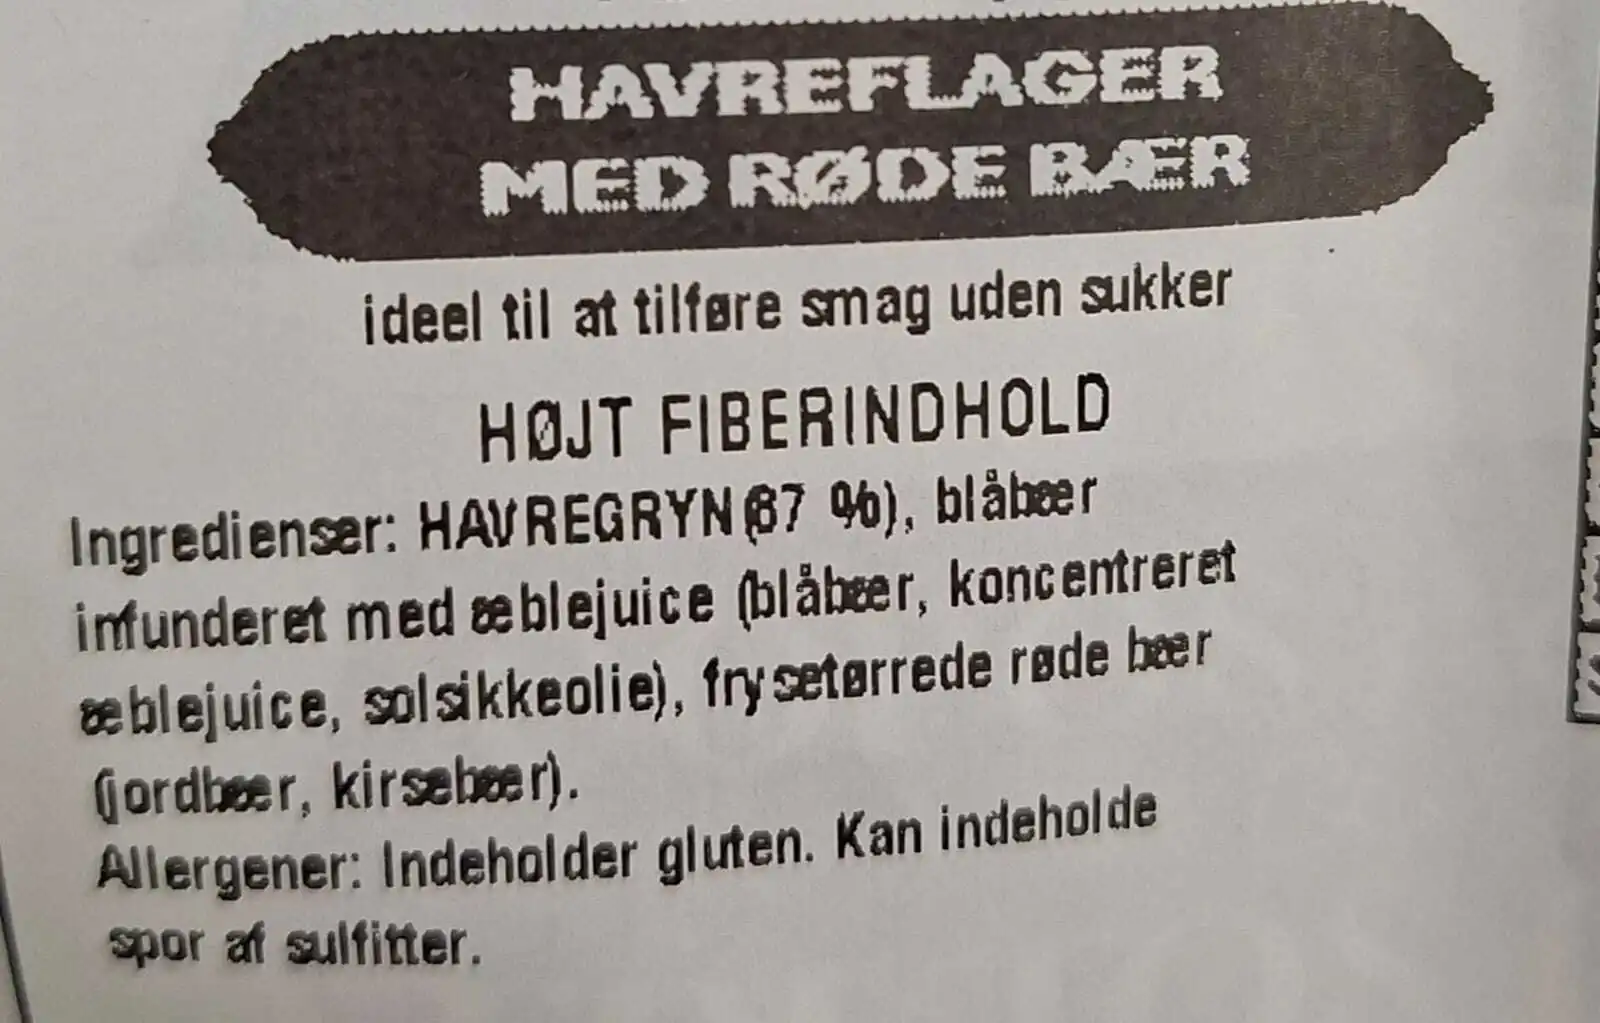 HAVREFLAGER
MED RØDE BÆR
ideel til at tilføre smag uden sukker
HØJT FIBERINDHOLD
Ingredienser: HAVREGRYN (87 %), blåbær
infunderet med æblejuice (blåbær, koncentreret
æblejuice, solsikkeolie), frysetørrede røde bær
(jordbær, kirsebær).
Allergener: Indeholder gluten. Kan indeholde
spor af sulfitter.